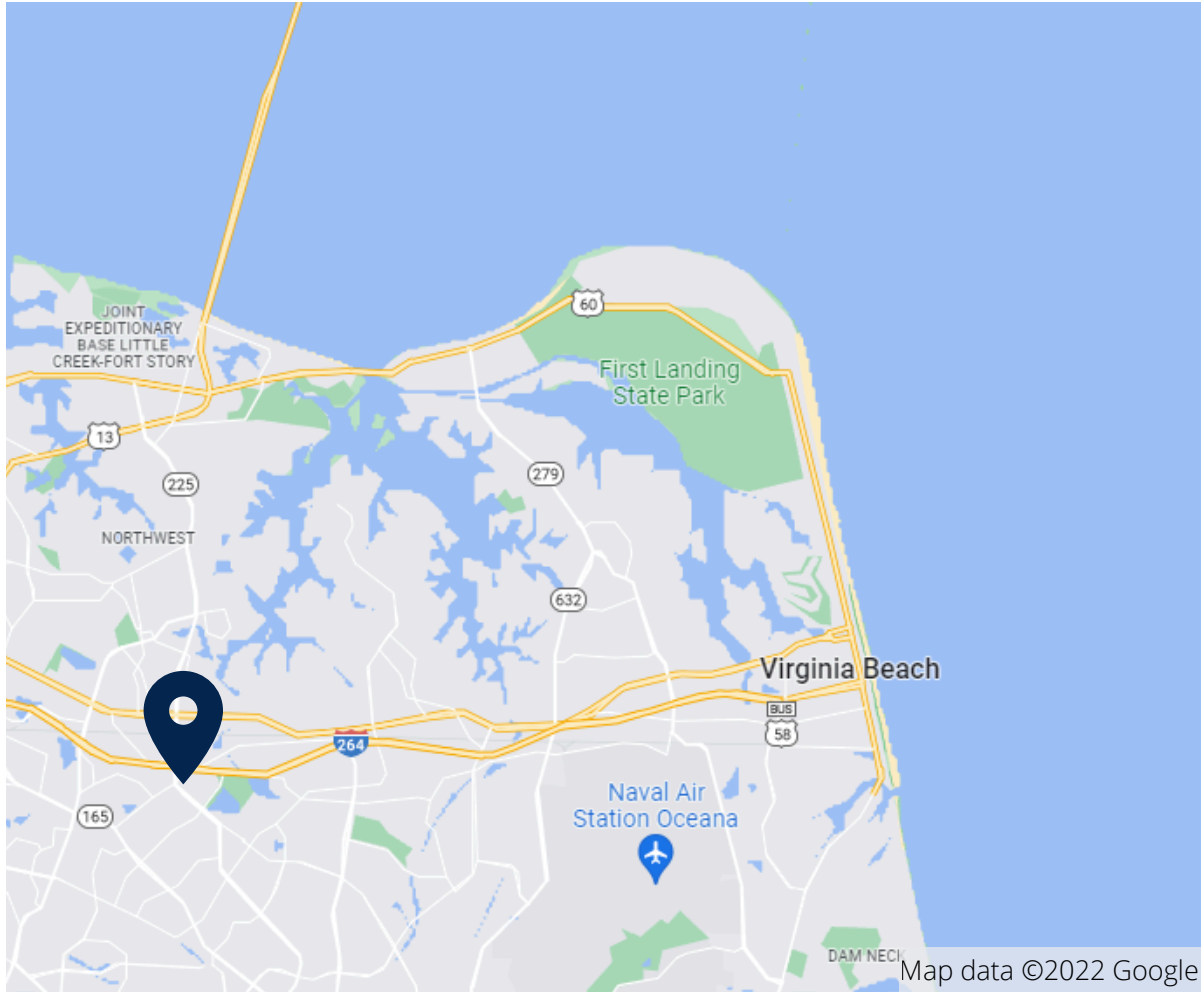 JOINT
EXPEDITIONARY
BASE LITTLE
CREEK-FORT STORY
60
First Landing
State Park
13
279
225
NORTHWEST
632
Virginia Beach
BUS
58
264
165
Naval Air
Station Oceana
DAM NECK
Map data ©2022 Google